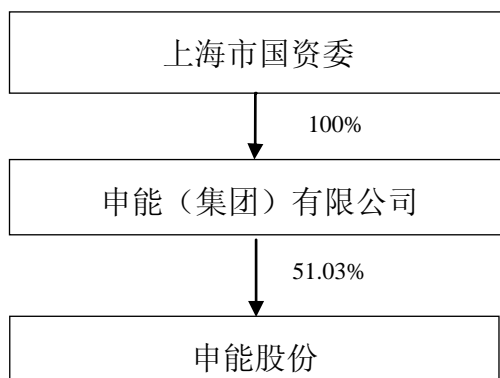 上海市国资委
100%
申能（集团）有限公司
51.03%
申能股份